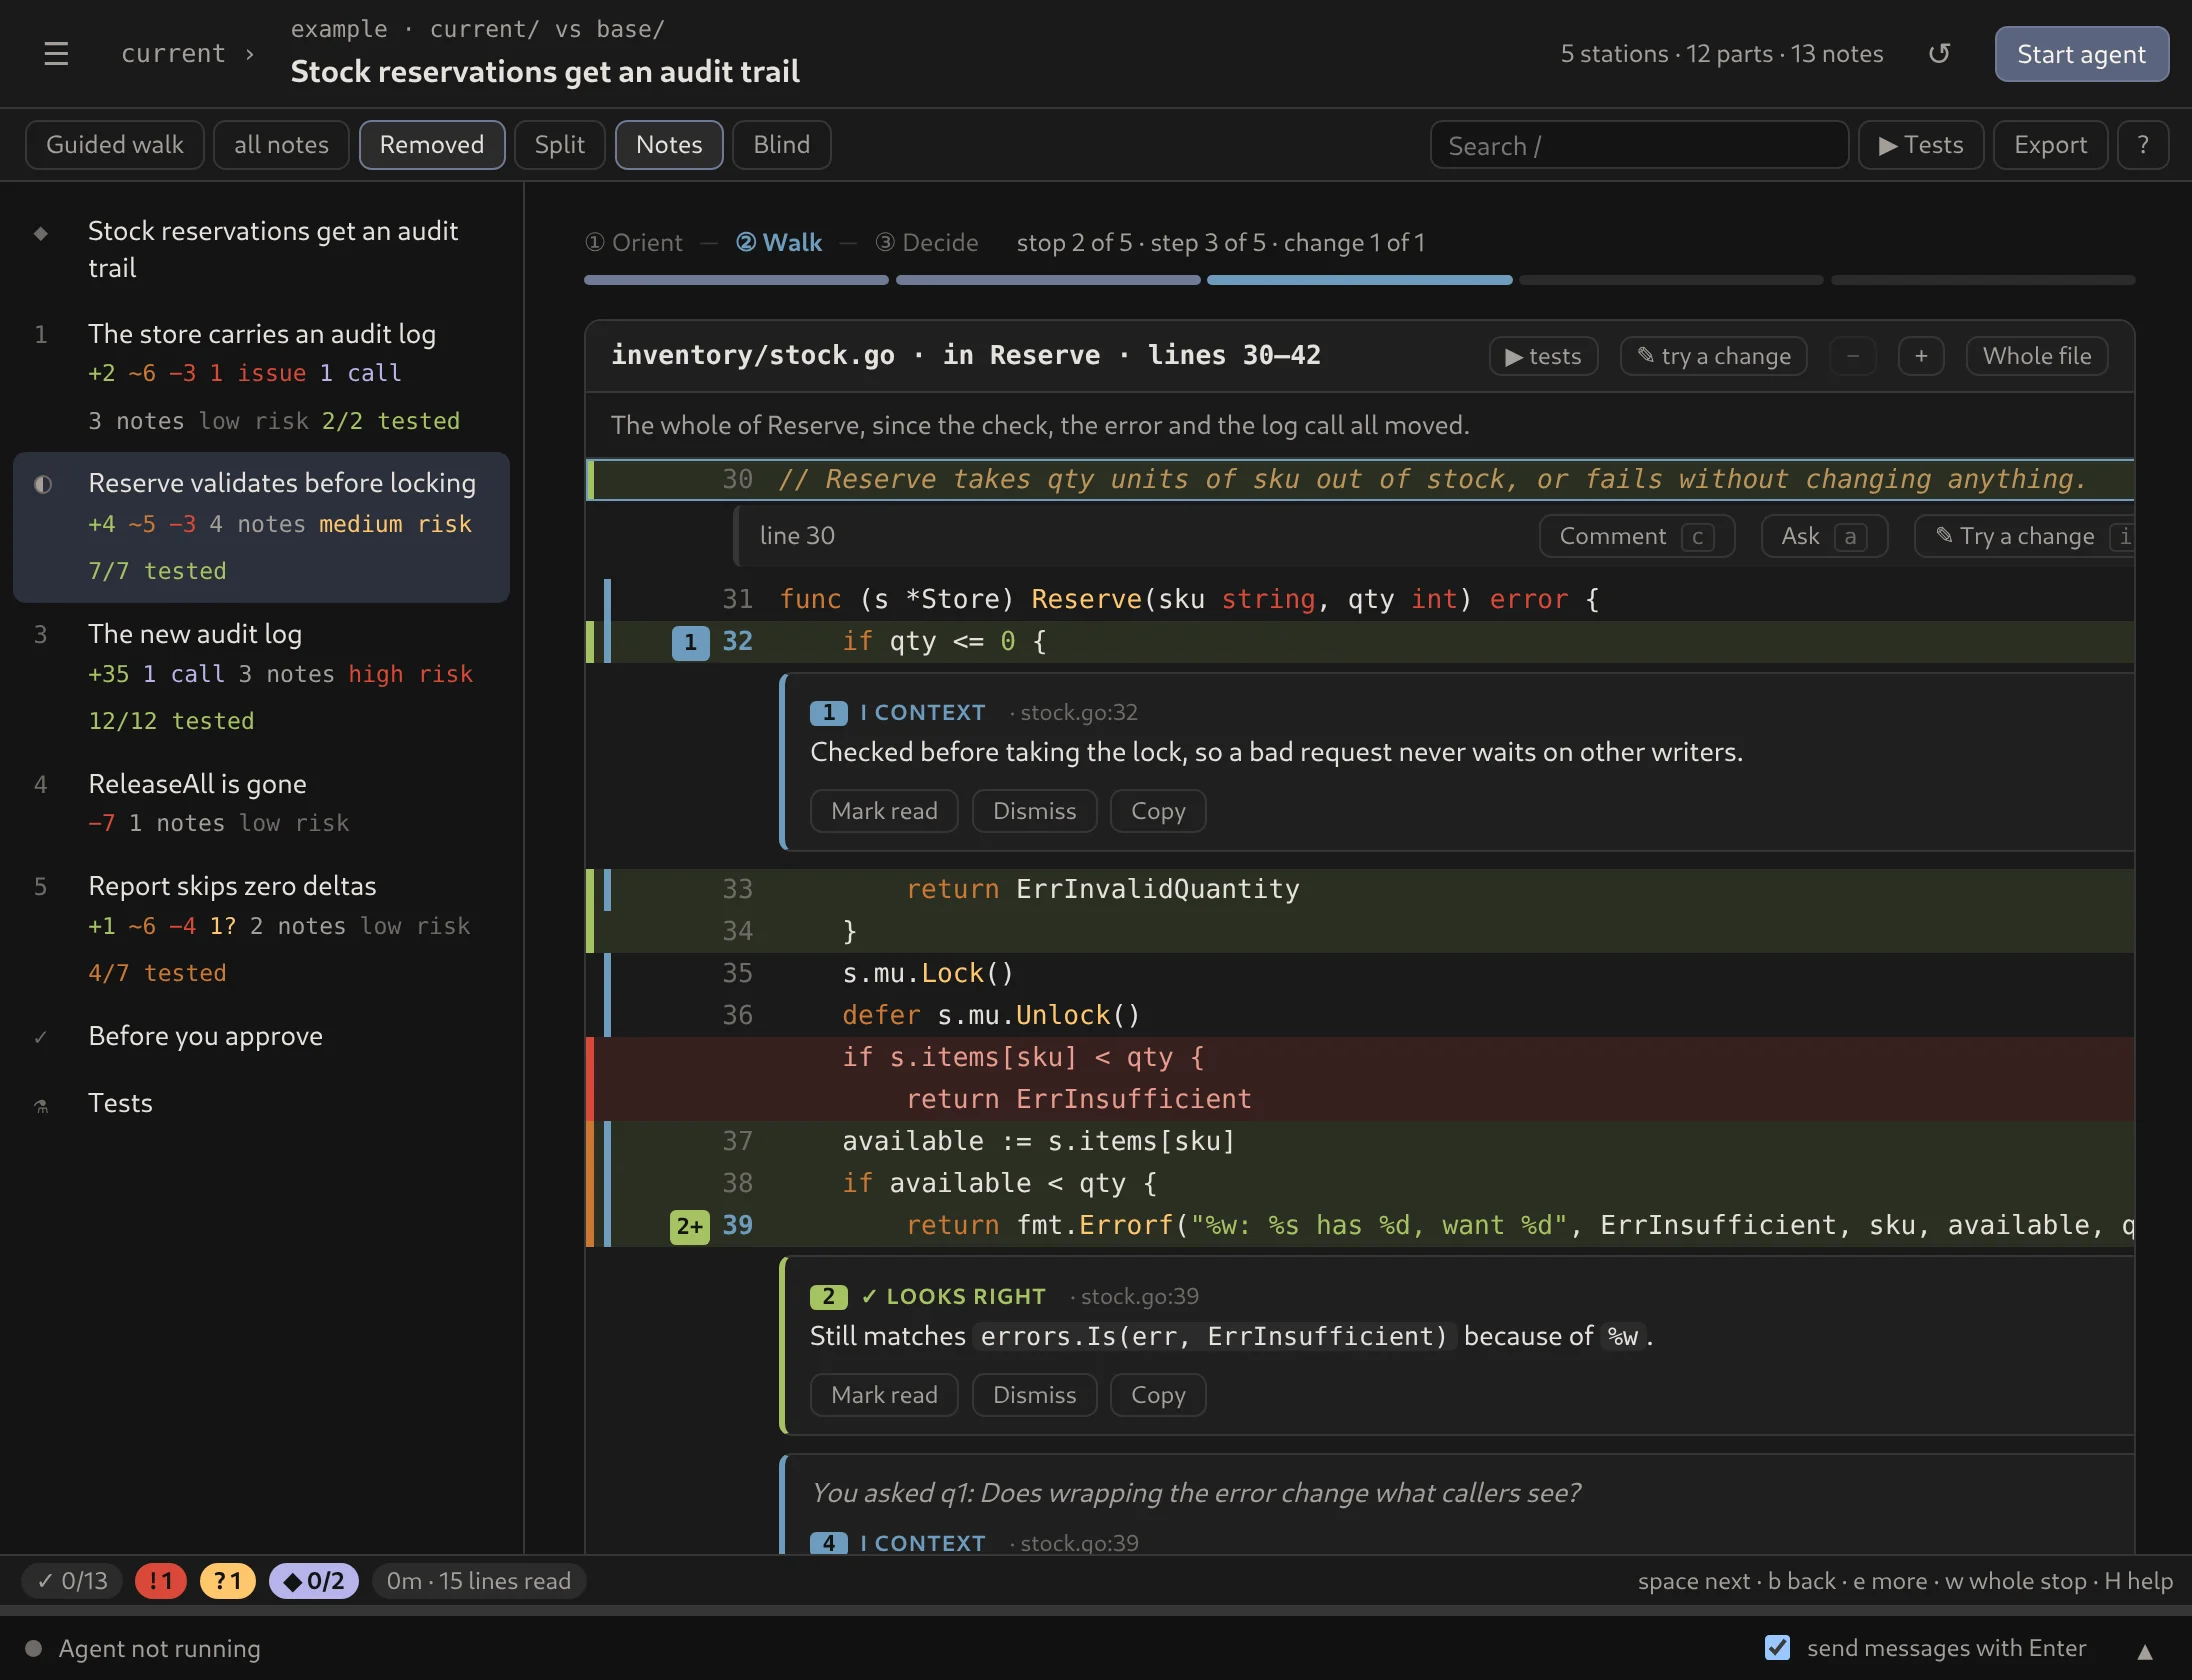 ☰ current › example · current/ vs base/
Stock reservations get an audit trail
5 stations · 12 parts · 13 notes ↺ Start agent
Guided walk all notes Removed Split Notes Blind Search / ▶ Tests Export ?
◆ Stock reservations get an audit
trail
1 The store carries an audit log
+2 ~6 −3 1 issue 1 call
3 notes low risk 2/2 tested
Reserve validates before locking
+4 ~5 −3 4 notes medium risk
7/7 tested
3 The new audit log
+35 1 call 3 notes high risk
12/12 tested
4 ReleaseAll is gone
−7 1 notes low risk
5 Report skips zero deltas
+1 ~6 −4 1? 2 notes low risk
4/7 tested
✓ Before you approve
Tests
① Orient — ② Walk — ③ Decide stop 2 of 5 · step 3 of 5 · change 1 of 1
inventory/stock.go · in Reserve · lines 30–42 ▶ tests ✎ try a change − + Whole file
The whole of Reserve, since the check, the error and the log call all moved.
30 // Reserve takes qty units of sku out of stock, or fails without changing anything.
line 30 Comment c Ask a ✎ Try a change i
31 func (s *Store) Reserve(sku string, qty int) error {
1 32 if qty <= 0 {
1 I CONTEXT · stock.go:32
Checked before taking the lock, so a bad request never waits on other writers.
Mark read Dismiss Copy
33 return ErrInvalidQuantity
34 }
35 s.mu.Lock()
36 defer s.mu.Unlock()
if s.items[sku] < qty {
return ErrInsufficient
37 available := s.items[sku]
38 if available < qty {
2+ 39 return fmt.Errorf("%w: %s has %d, want %d", ErrInsufficient, sku, available, q
2 ✓ LOOKS RIGHT · stock.go:39
Still matches errors.Is(err, ErrInsufficient) because of %w.
Mark read Dismiss Copy
You asked q1: Does wrapping the error change what callers see?
4 I CONTEXT · stock.go:39
✓ 0/13 ! 1 ? 1 ◆ 0/2 0m · 15 lines read space next · b back · e more · w whole stop · H help
Agent not running send messages with Enter ▲